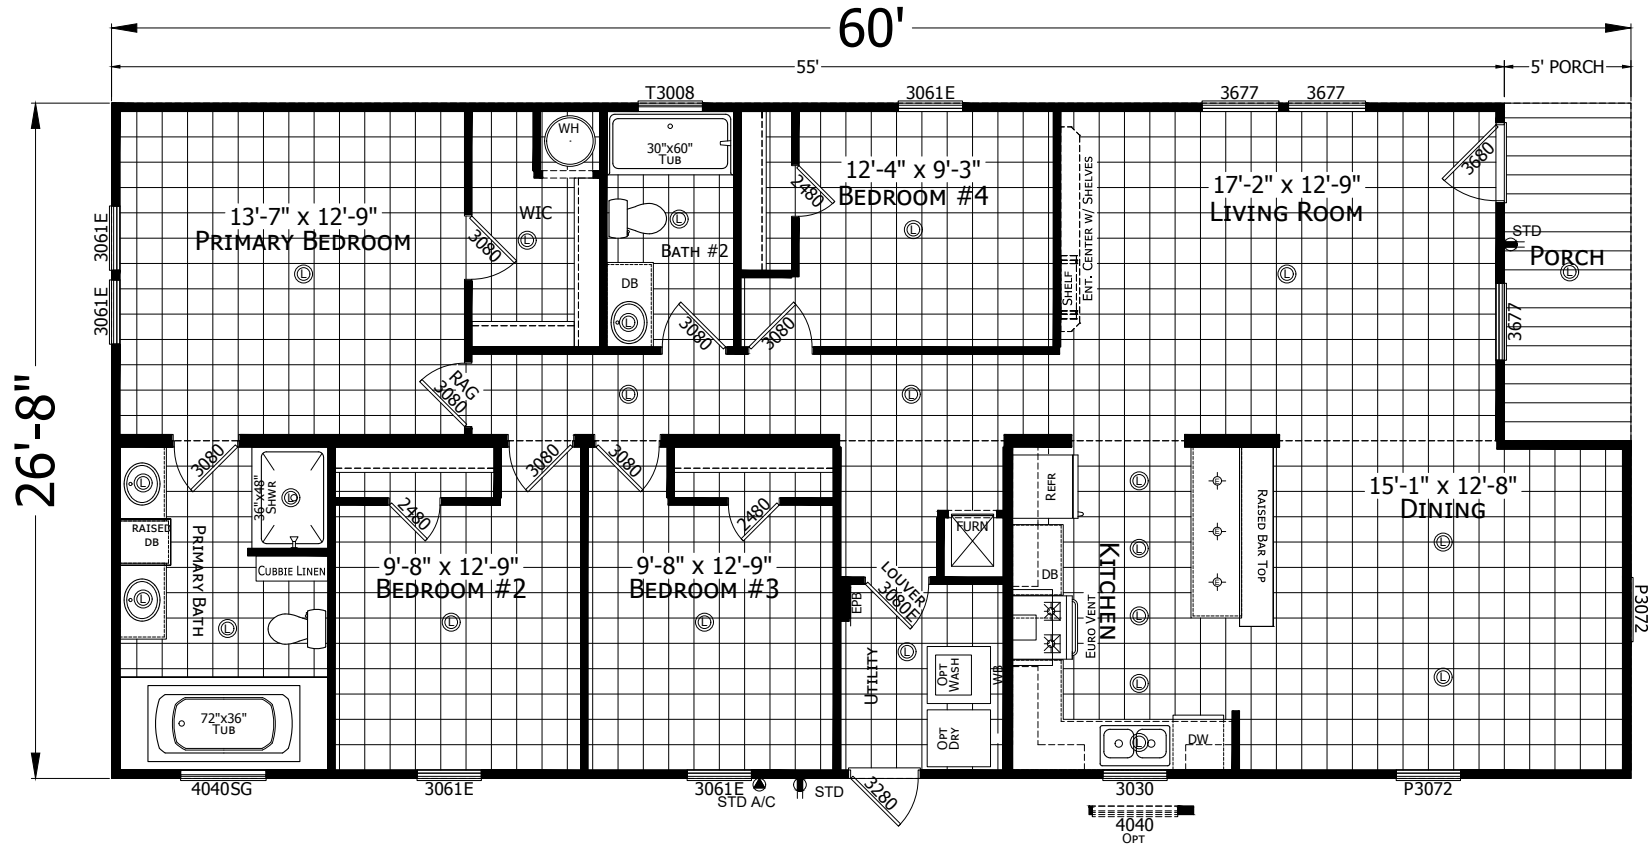 60'
55'
5' PORCH
26'-8"
T3008
3061E
3677
3677
WH
30"x60"
TUB
12'-4" x 9'-3"
BEDROOM #4
2480
17'-2" x 12'-9"
LIVING ROOM
3680
13'-7" x 12'-9"
PRIMARY BEDROOM
3061E
3061E
WIC
3080
BATH #2
DB
L
3080
3080
SHELF
ENT. CENTER W/ SHELVES
STD
PORCH
3677
RAG
3080
3080
36"x48"
SHWR
3080
3080
2480
2480
RAISED
DB
PRIMARY BATH
CUBBIE LINEN
9'-8" x 12'-9"
BEDROOM #2
9'-8" x 12'-9"
BEDROOM #3
LOUVER
3080E
EPB
FURN
REFR
DB
KITCHEN
EURO VENT
RAISED BAR TOP
15'-1" x 12'-8"
DINING
P3072
UTILITY
OPT
WASH
WB
OPT
DRY
72"x36"
TUB
DW
4040SG
3061E
3061E
STD A/C
STD
3280
3030
4040
OPT
P3072